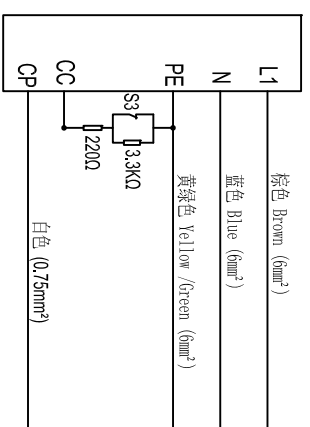 CP
CC
PE
N
L1
S3
220Ω
3.3KΩ
棕色 Brown (6mm²)
蓝色 Blue (6mm²)
黄绿色 Yellow /Green (6mm²)
白色 (0.75mm²)